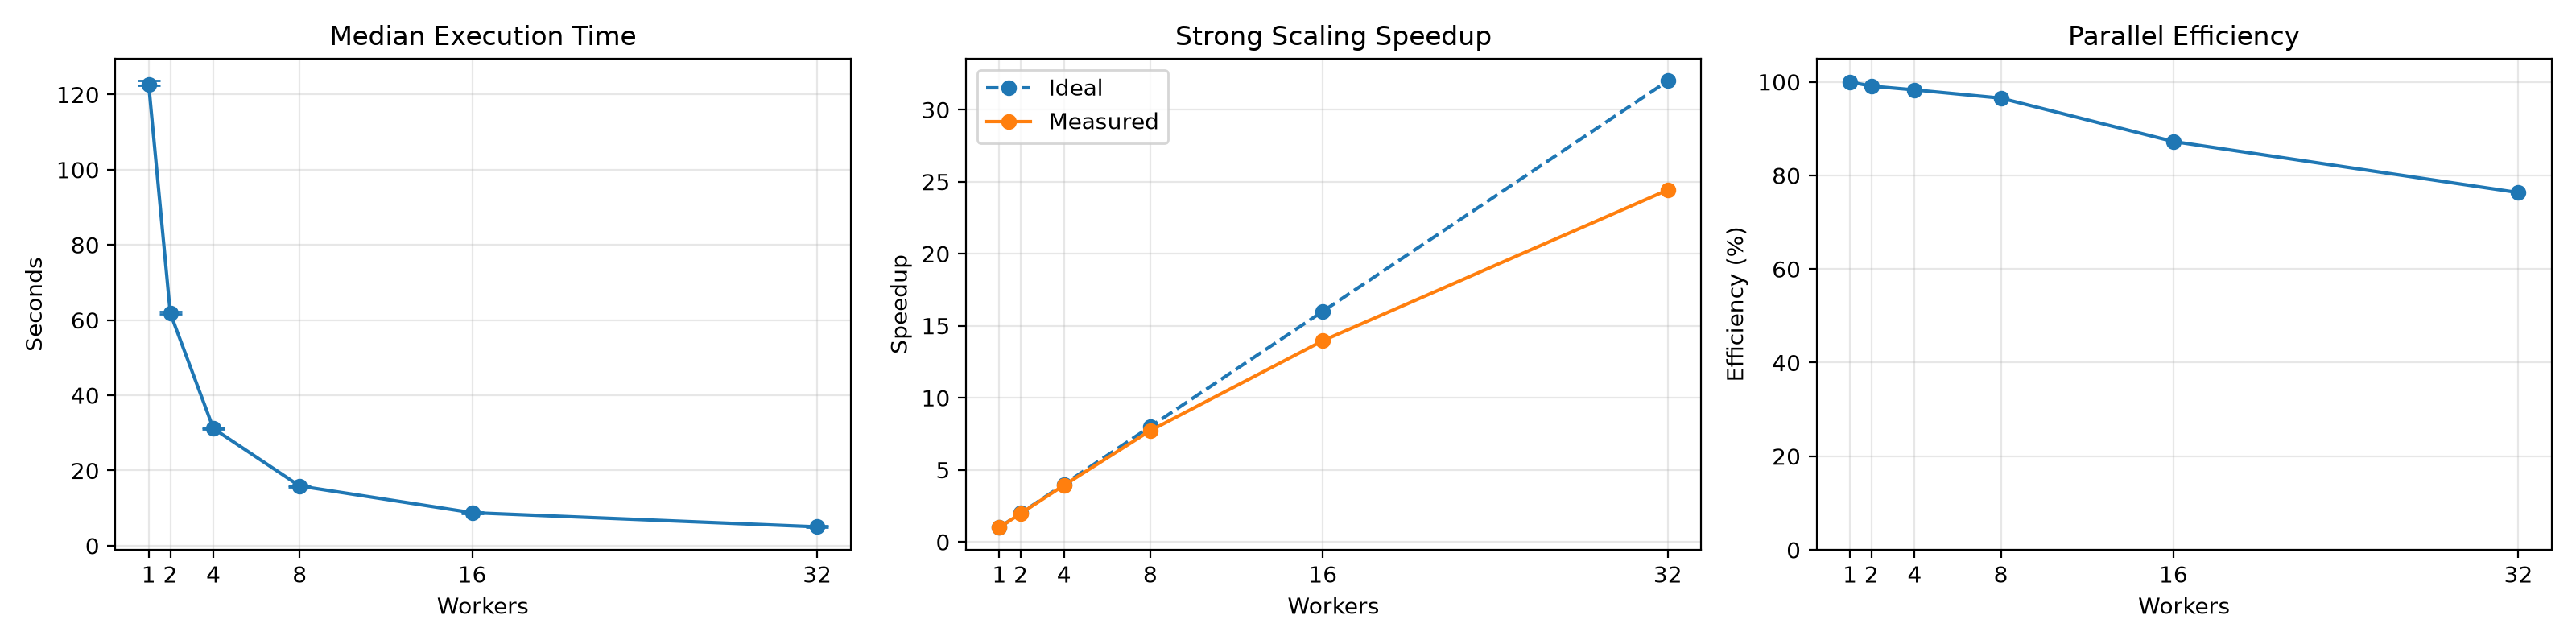 Median Execution Time
Seconds
120
100
80
60
40
20
0
1 2 4 8 16 32
Workers
Strong Scaling Speedup
Ideal
Measured
Speedup
30
25
20
15
10
5
0
1 2 4 8 16 32
Workers
Parallel Efficiency
Efficiency (%)
100
80
60
40
20
0
1 2 4 8 16 32
Workers